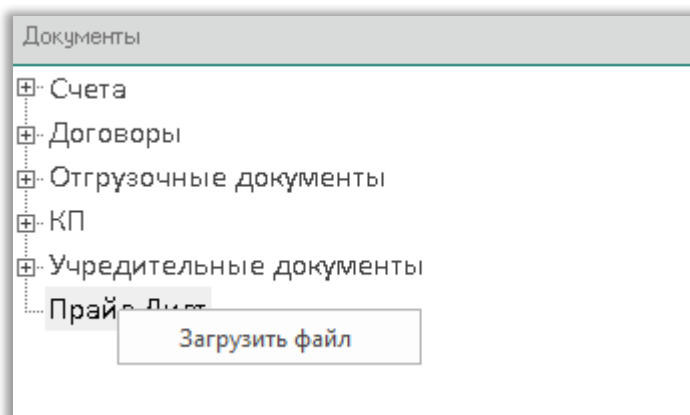 Документы
Счета
Договоры
Отгрузочные документы
КП
Учредительные документы
Прайс Лист
Загрузить файл